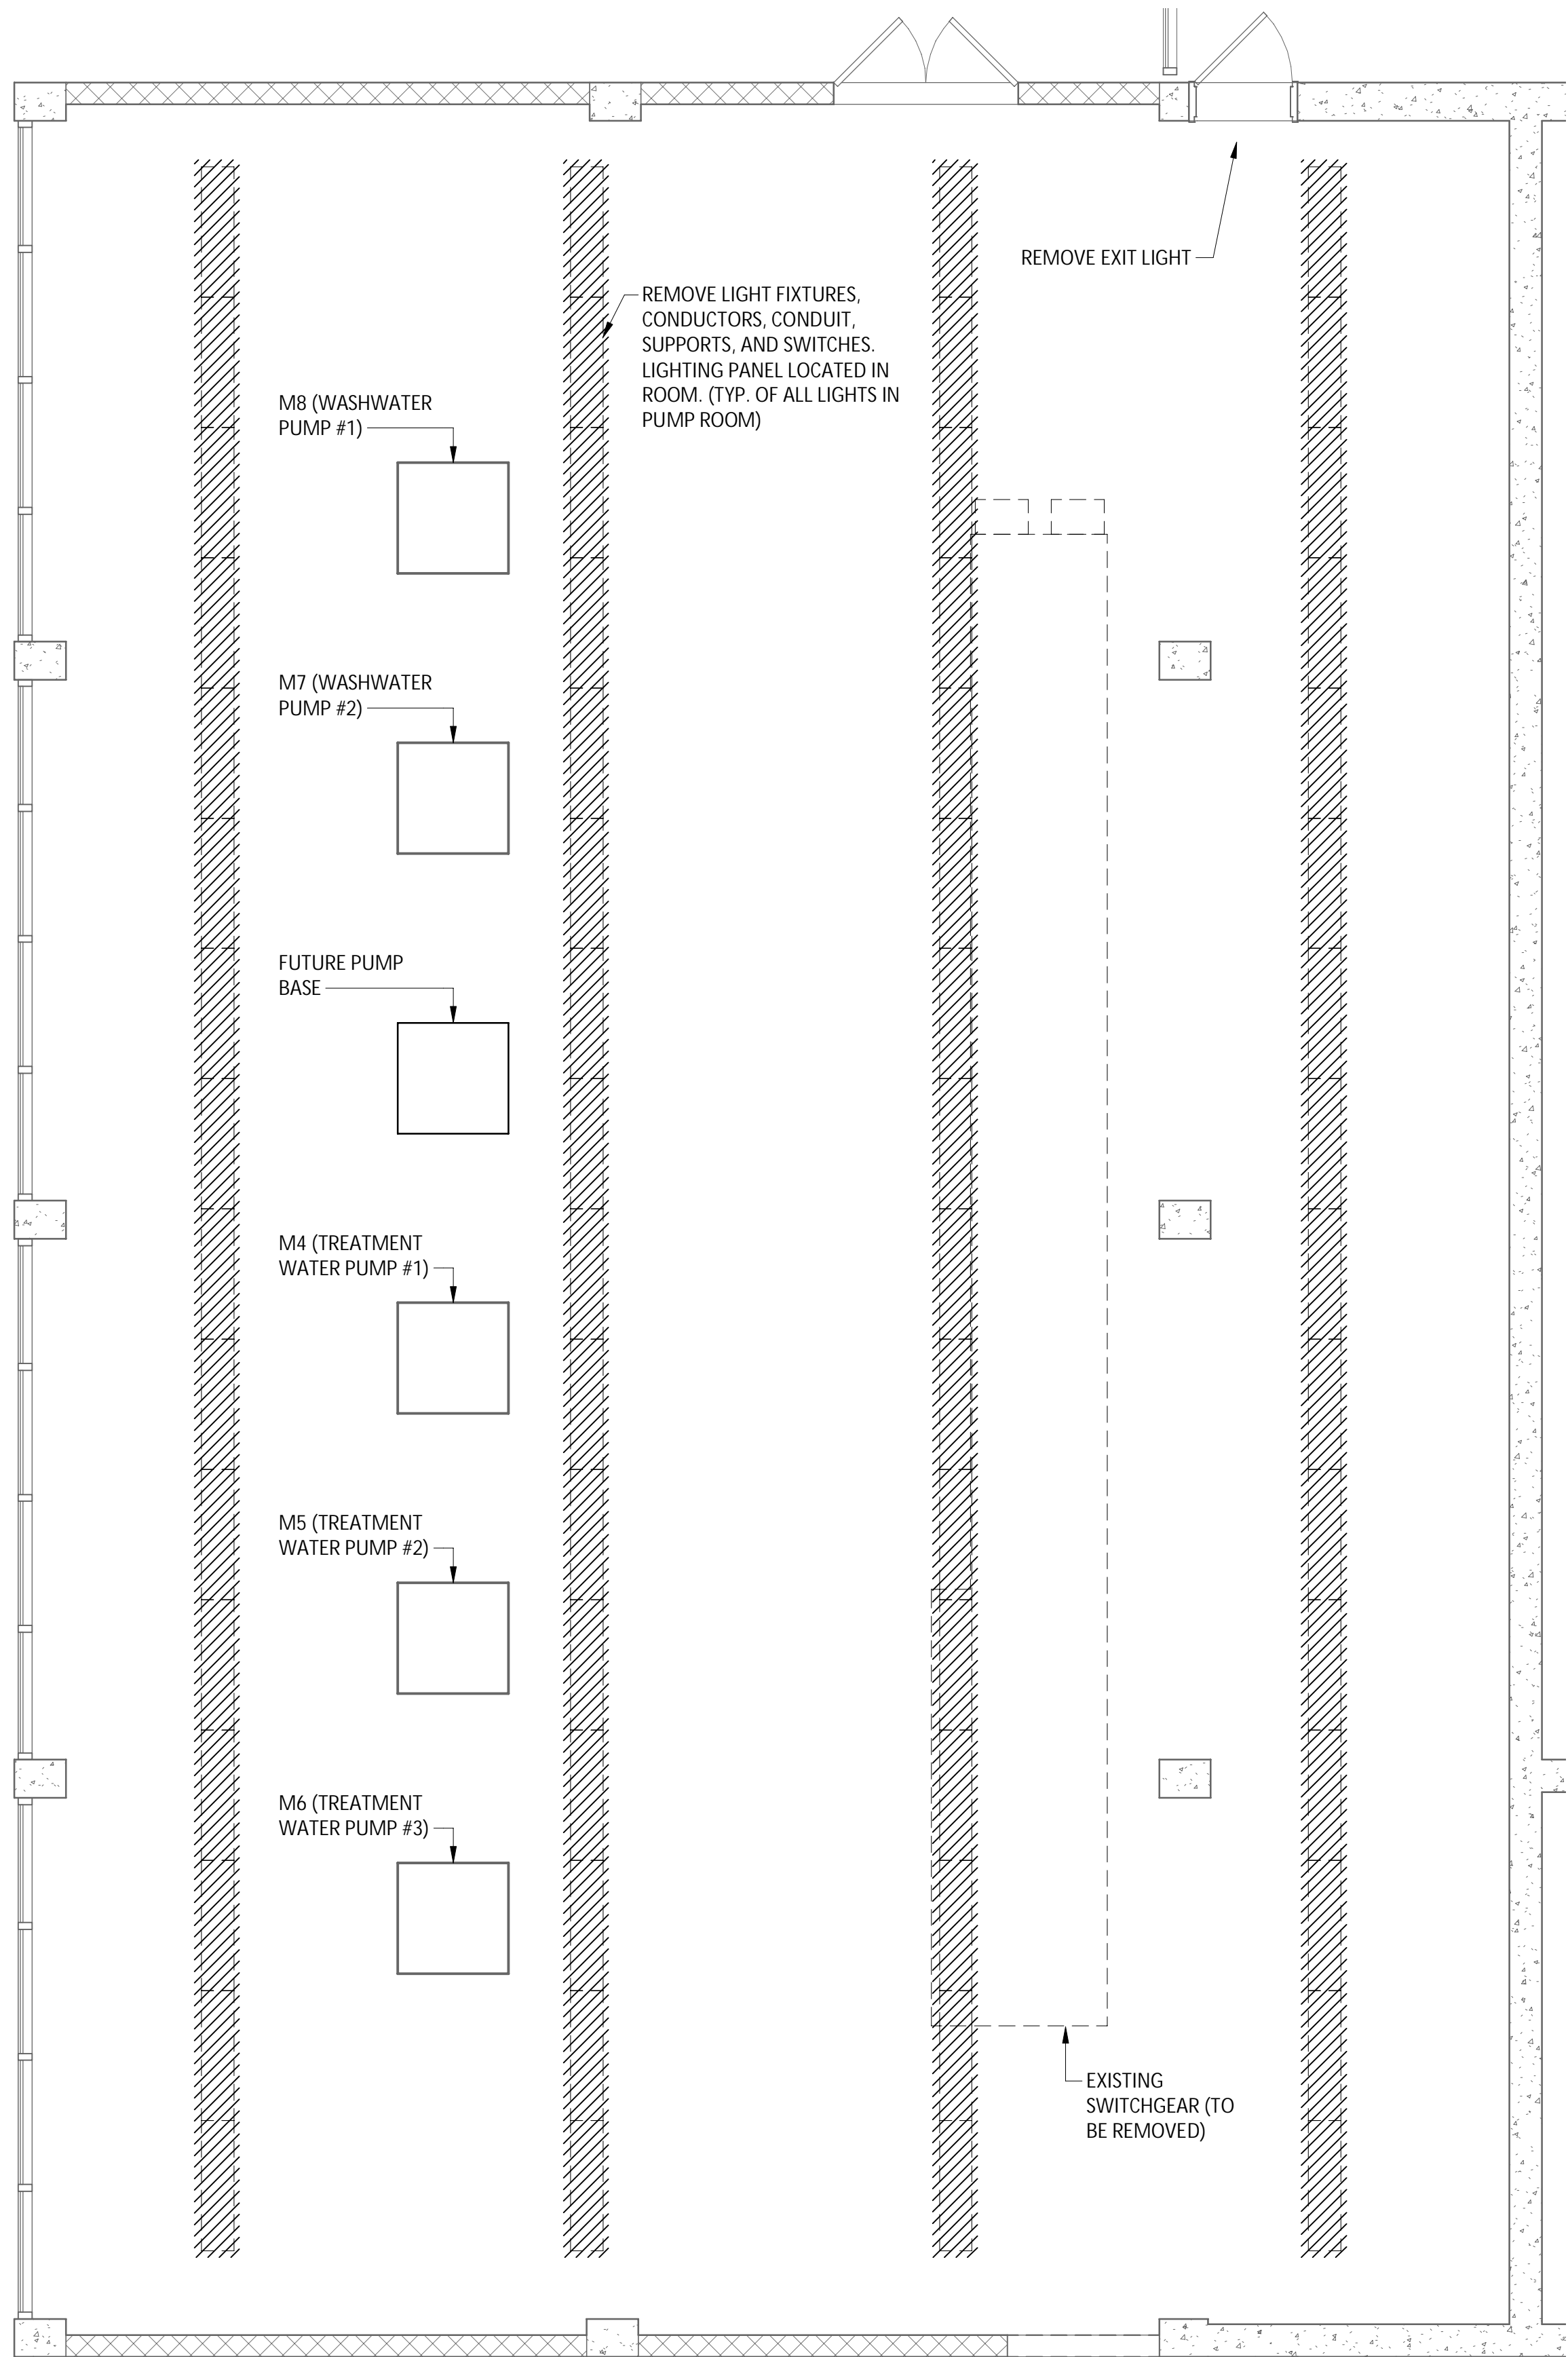 REMOVE EXIT LIGHT
REMOVE LIGHT FIXTURES,
CONDUCTORS, CONDUIT,
SUPPORTS, AND SWITCHES.
LIGHTING PANEL LOCATED IN
ROOM. (TYP. OF ALL LIGHTS IN
PUMP ROOM)
M8 (WASHWATER
PUMP #1)
M7 (WASHWATER
PUMP #2)
FUTURE PUMP
BASE
M4 (TREATMENT
WATER PUMP #1)
M5 (TREATMENT
WATER PUMP #2)
M6 (TREATMENT
WATER PUMP #3)
EXISTING
SWITCHGEAR (TO
BE REMOVED)